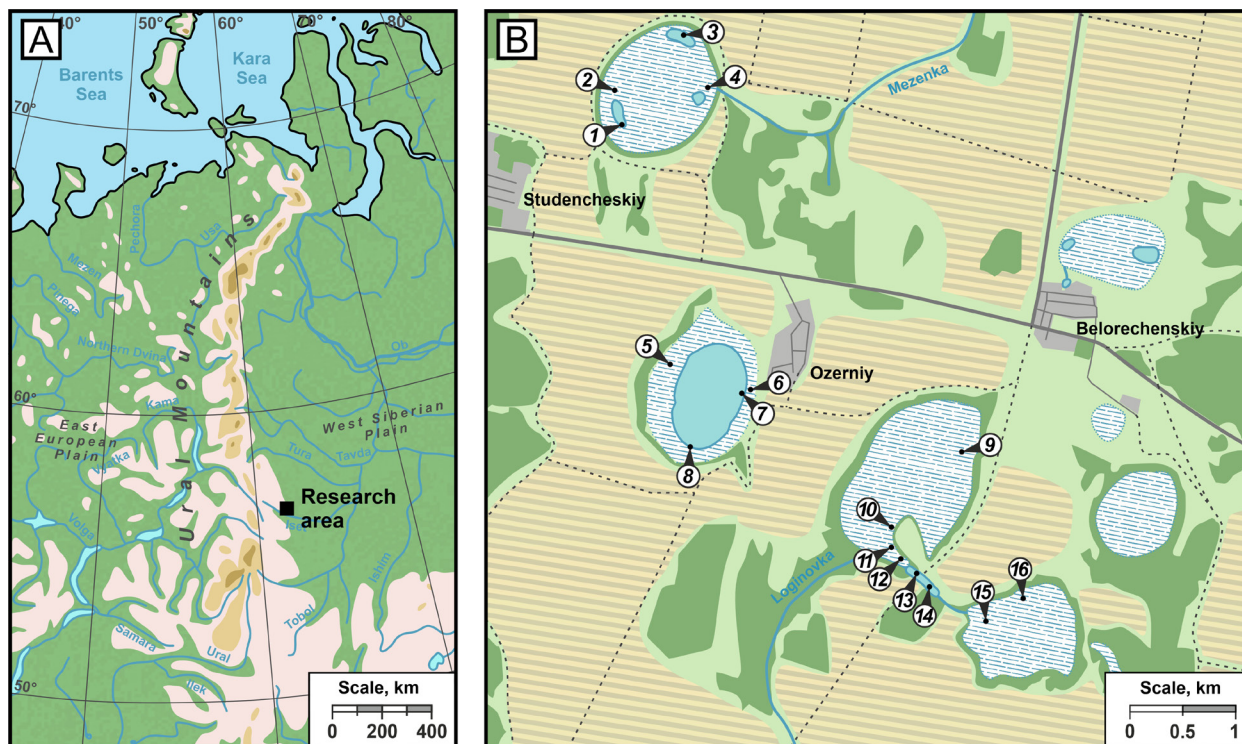 A
40°
50°
60°
70°
80°
Barents
Sea
Kara
Sea
70°
Pechora
Usa
Mezen
Pinega
Ural Mountains
Northern Dvina
Ob
60°
Kama
East
European
Plain
West Siberian
Plain
Vyatka
Tura
Tavda
Research
area
Iset
Volga
Ishim
Tobol
Samara
Ural
Ilek
50°
Scale, km
0 200 400
B
3
Mezenka
2
4
1
Studencheskiy
Belorechenskiy
5
Ozerniy
6
7
8
9
10
11
12
Loginovka
13
14
15
16
Scale, km
0 0.5 1